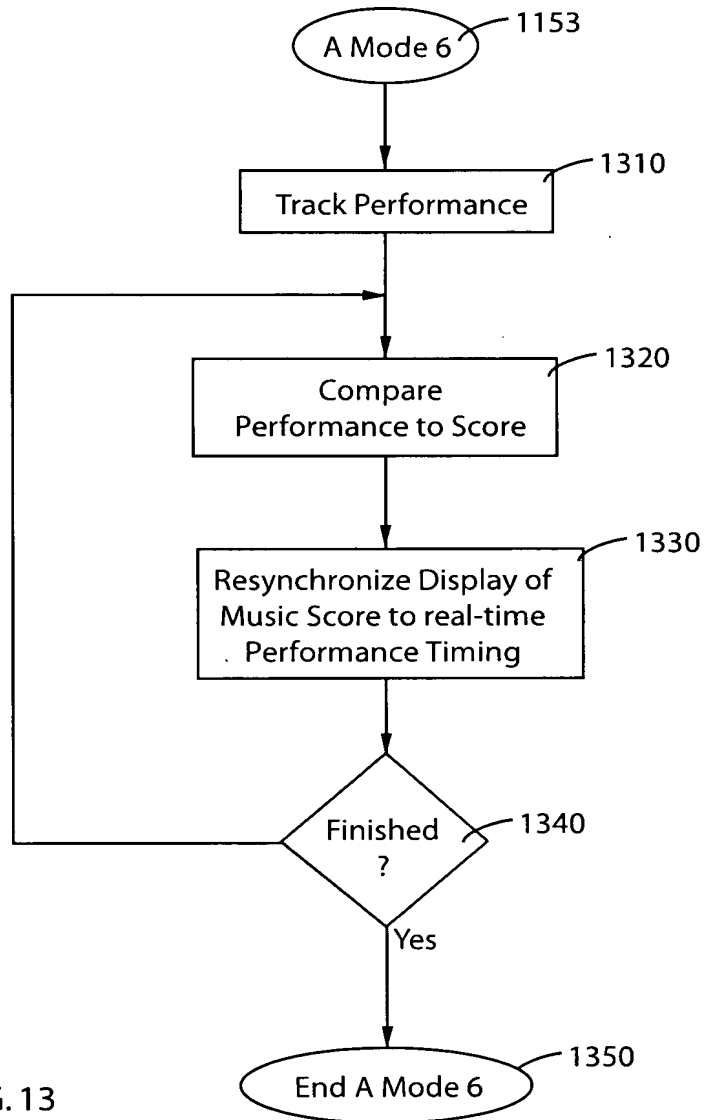 A Mode 6
1153
1310
Track Performance
1320
Compare
Performance to Score
1330
Resynchronize Display of
Music Score to real-time
Performance Timing
Finished
?
1340
Yes
End A Mode 6
1350
. 13